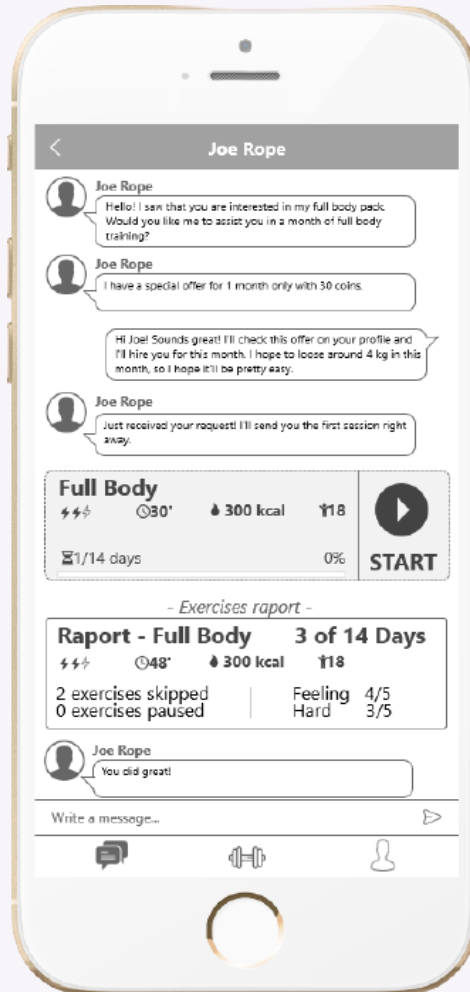 Joe Rope
Joe Rope
Hello! I saw that you are interested in my full body pack.
Would you like me to assist you in a month of full body
training?
Joe Rope
I have a special offer for 1 month only with 30 coins.
Hi Joe! Sounds great! I'll check this offer on your profile and
I'll hire you for this month. I hope to loose around 4 kg in this
month, so I hope it'll be pretty easy.
Joe Rope
Just received your request! I'll send you the first session right
away.
Full Body
30' 300 kcal 18
1/14 days 0%
START
- Exercises raport -
Raport - Full Body 3 of 14 Days
48' 300 kcal 18
2 exercises skipped Feeling 4/5
0 exercises paused Hard 3/5
Joe Rope
You did great!
Write a message...